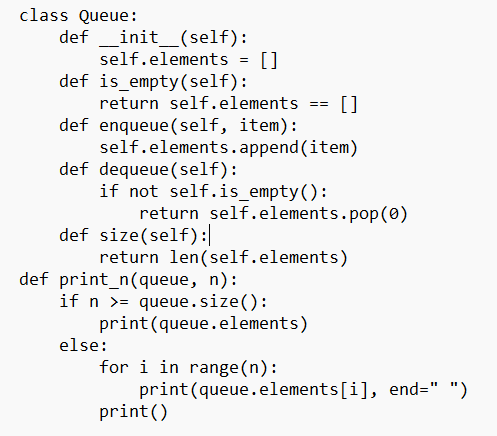 class Queue:
    def __init__(self):
        self.elements = []
    def is_empty(self):
        return self.elements == []
    def enqueue(self, item):
        self.elements.append(item)
    def dequeue(self):
        if not self.is_empty():
            return self.elements.pop(0)
    def size(self):
        return len(self.elements)
def print_n(queue, n):
    if n >= queue.size():
        print(queue.elements)
    else:
        for i in range(n):
            print(queue.elements[i], end=" ")
        print()